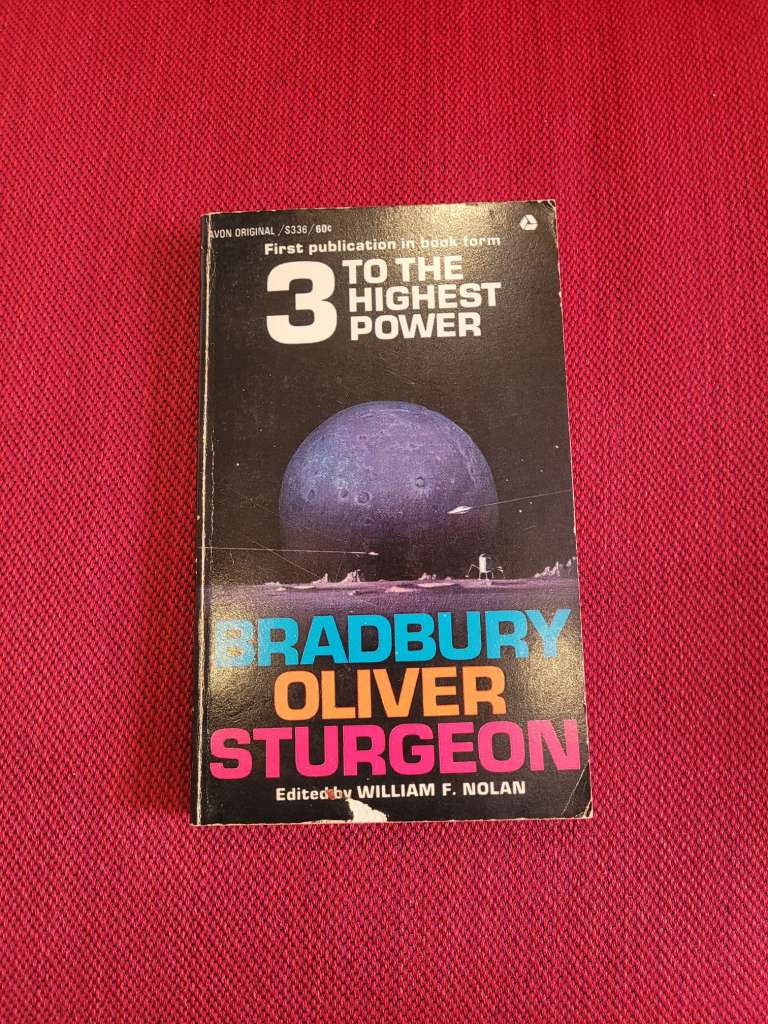 AVON ORIGINAL /S336/60¢
First publication in book form
3 TO THE
HIGHEST
POWER
BRADBURY
OLIVER
STURGEON
Edited by WILLIAM F. NOLAN